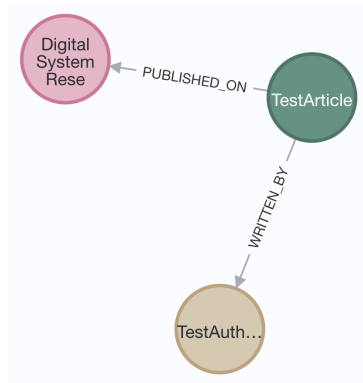 Digital
System
Rese
PUBLISHED_ON
TestArticle
WRITTEN_BY
TestAuth...